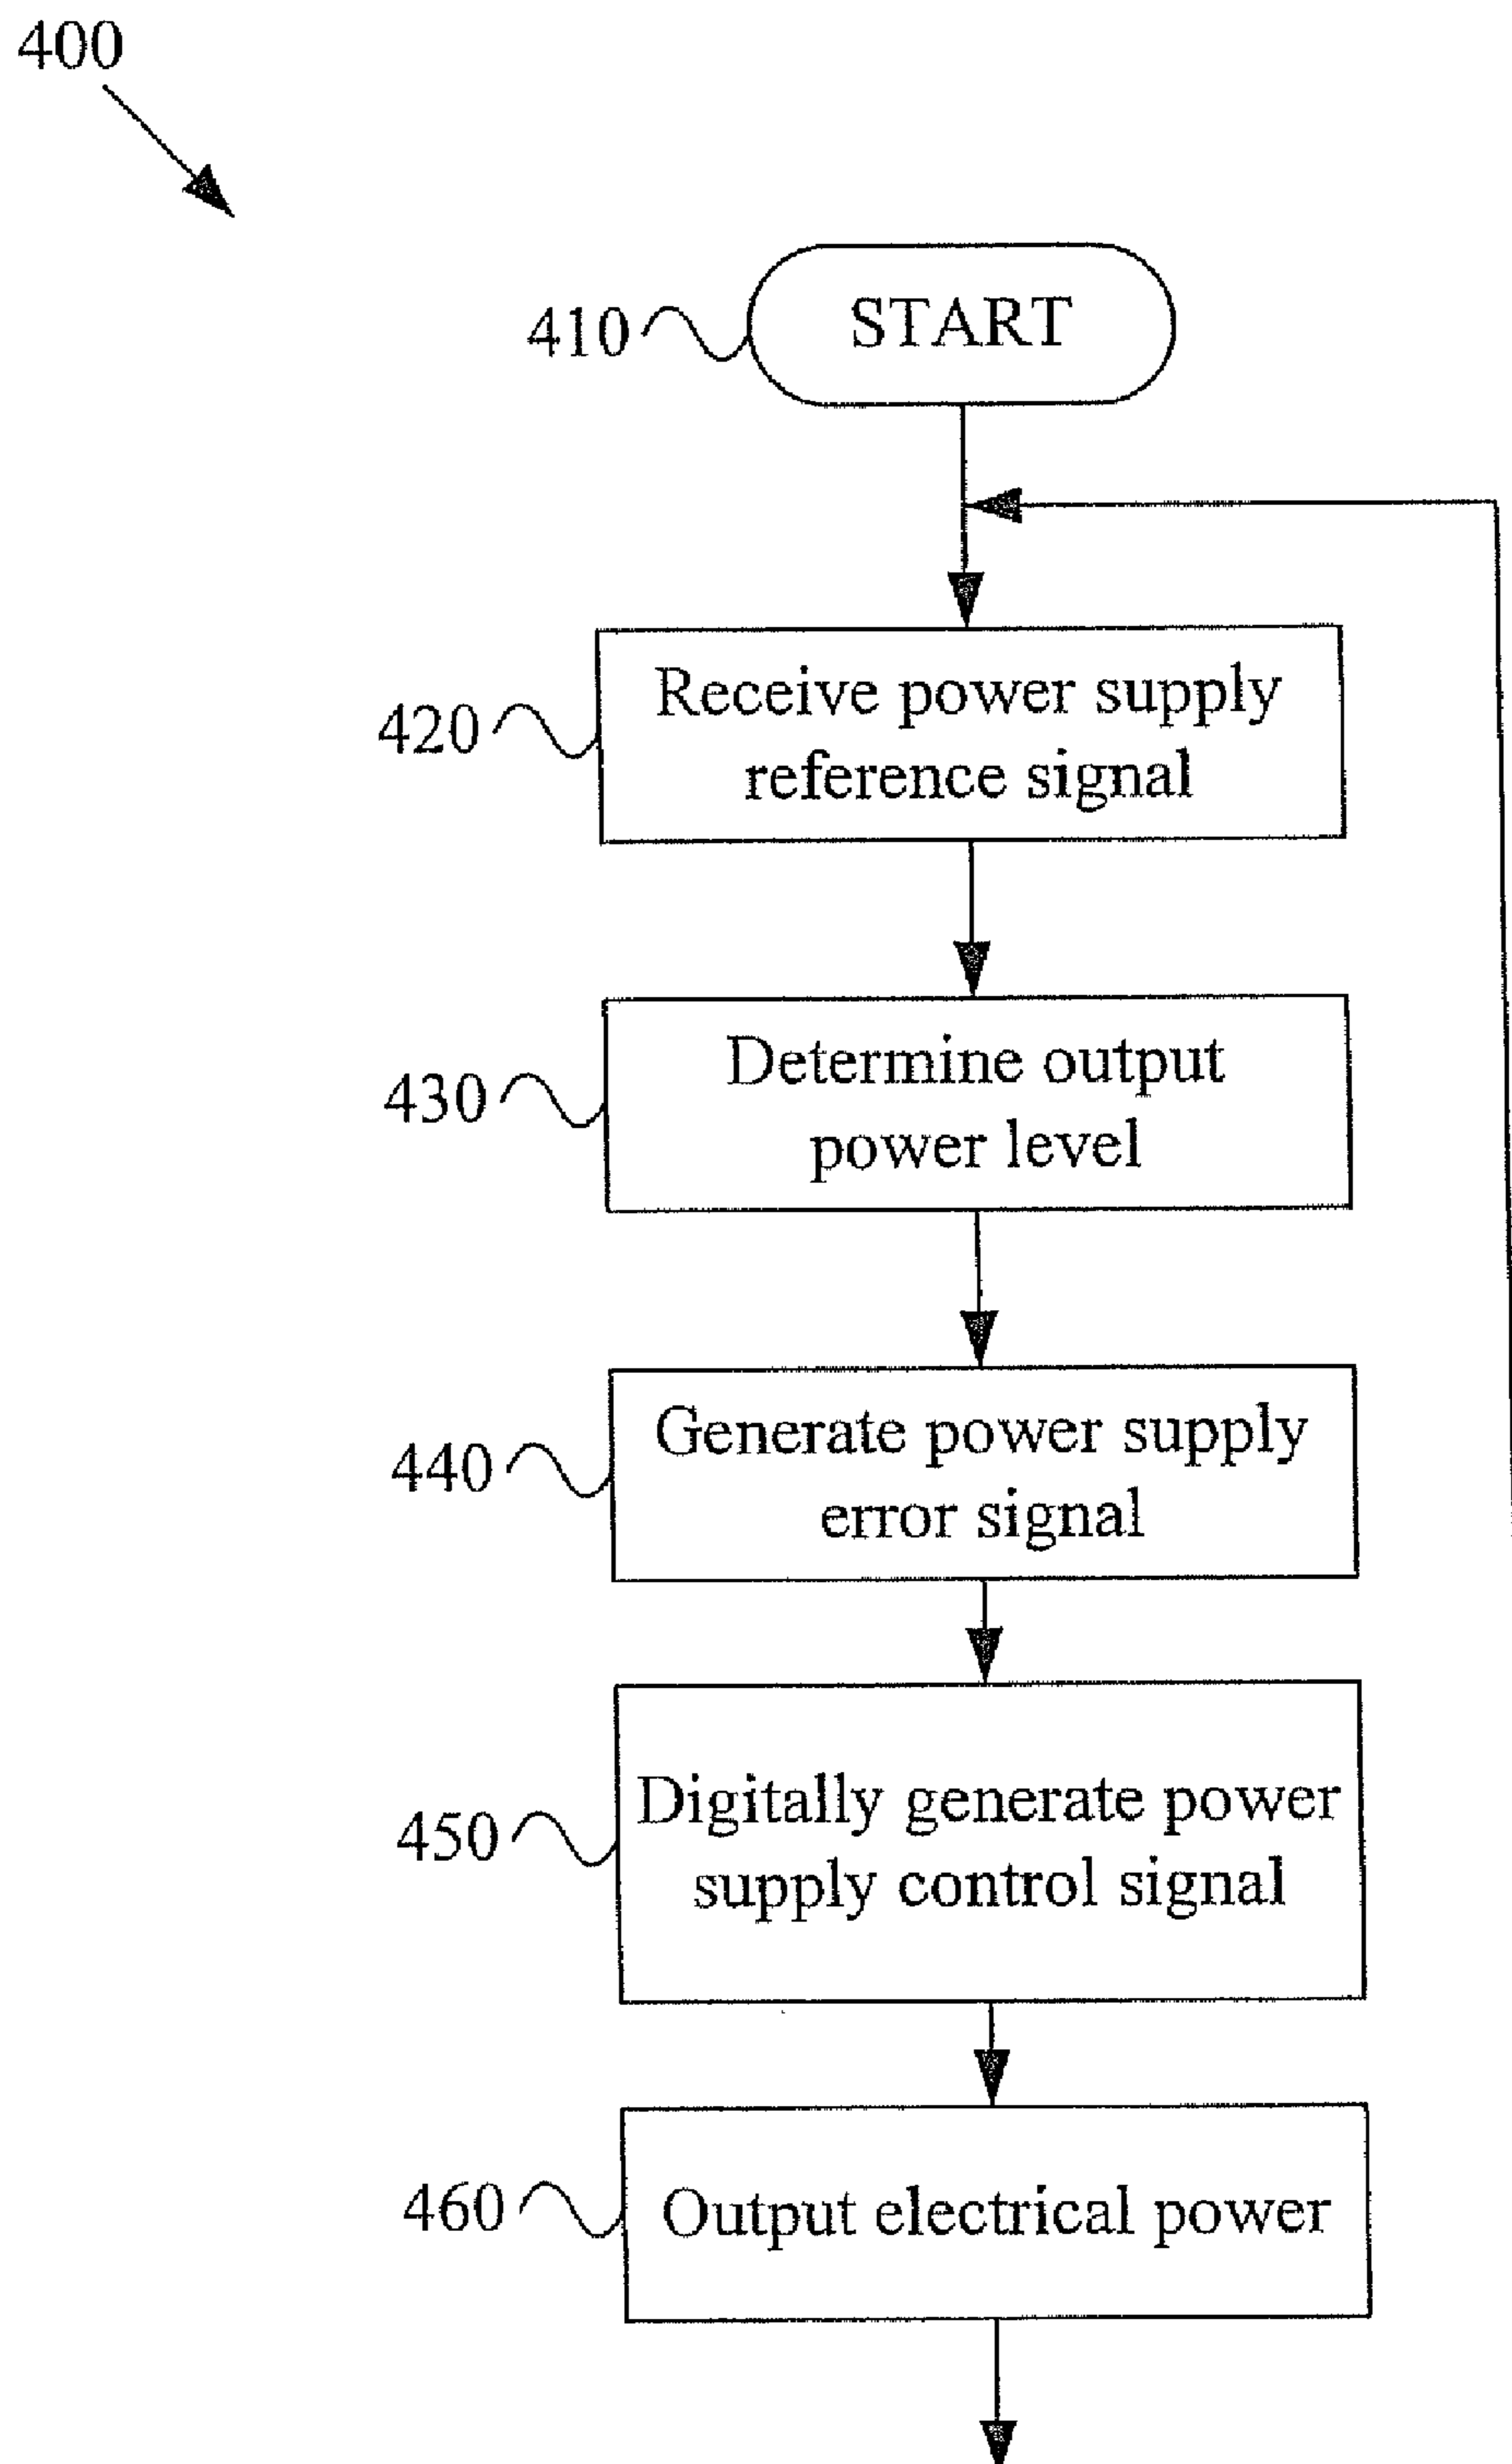 400
410
START
420
Receive power supply
reference signal
430
Determine output
power level
440
Generate power supply
error signal
450
Digitally generate power
supply control signal
460
Output electrical power